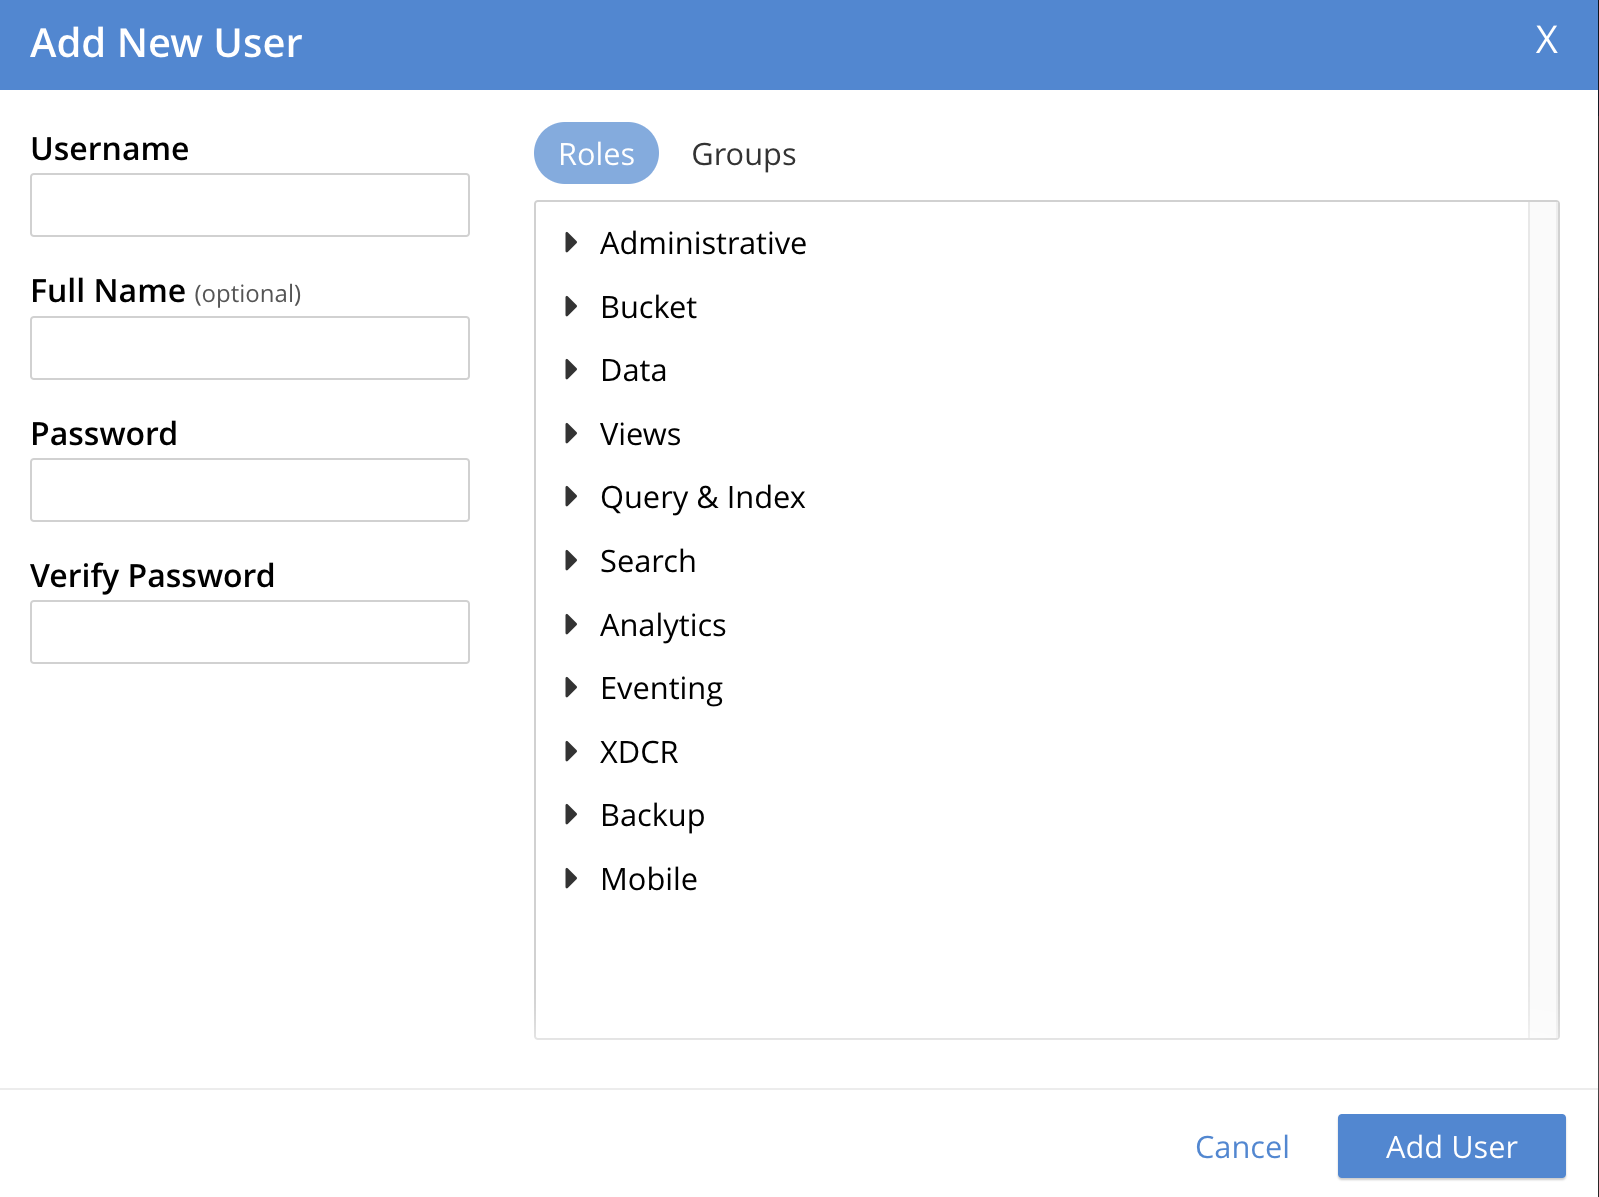 Add New User
X
Username
Full Name (optional)
Password
Verify Password
Roles
Groups
Administrative
Bucket
Data
Views
Query & Index
Search
Analytics
Eventing
XDCR
Backup
Mobile
Cancel
Add User